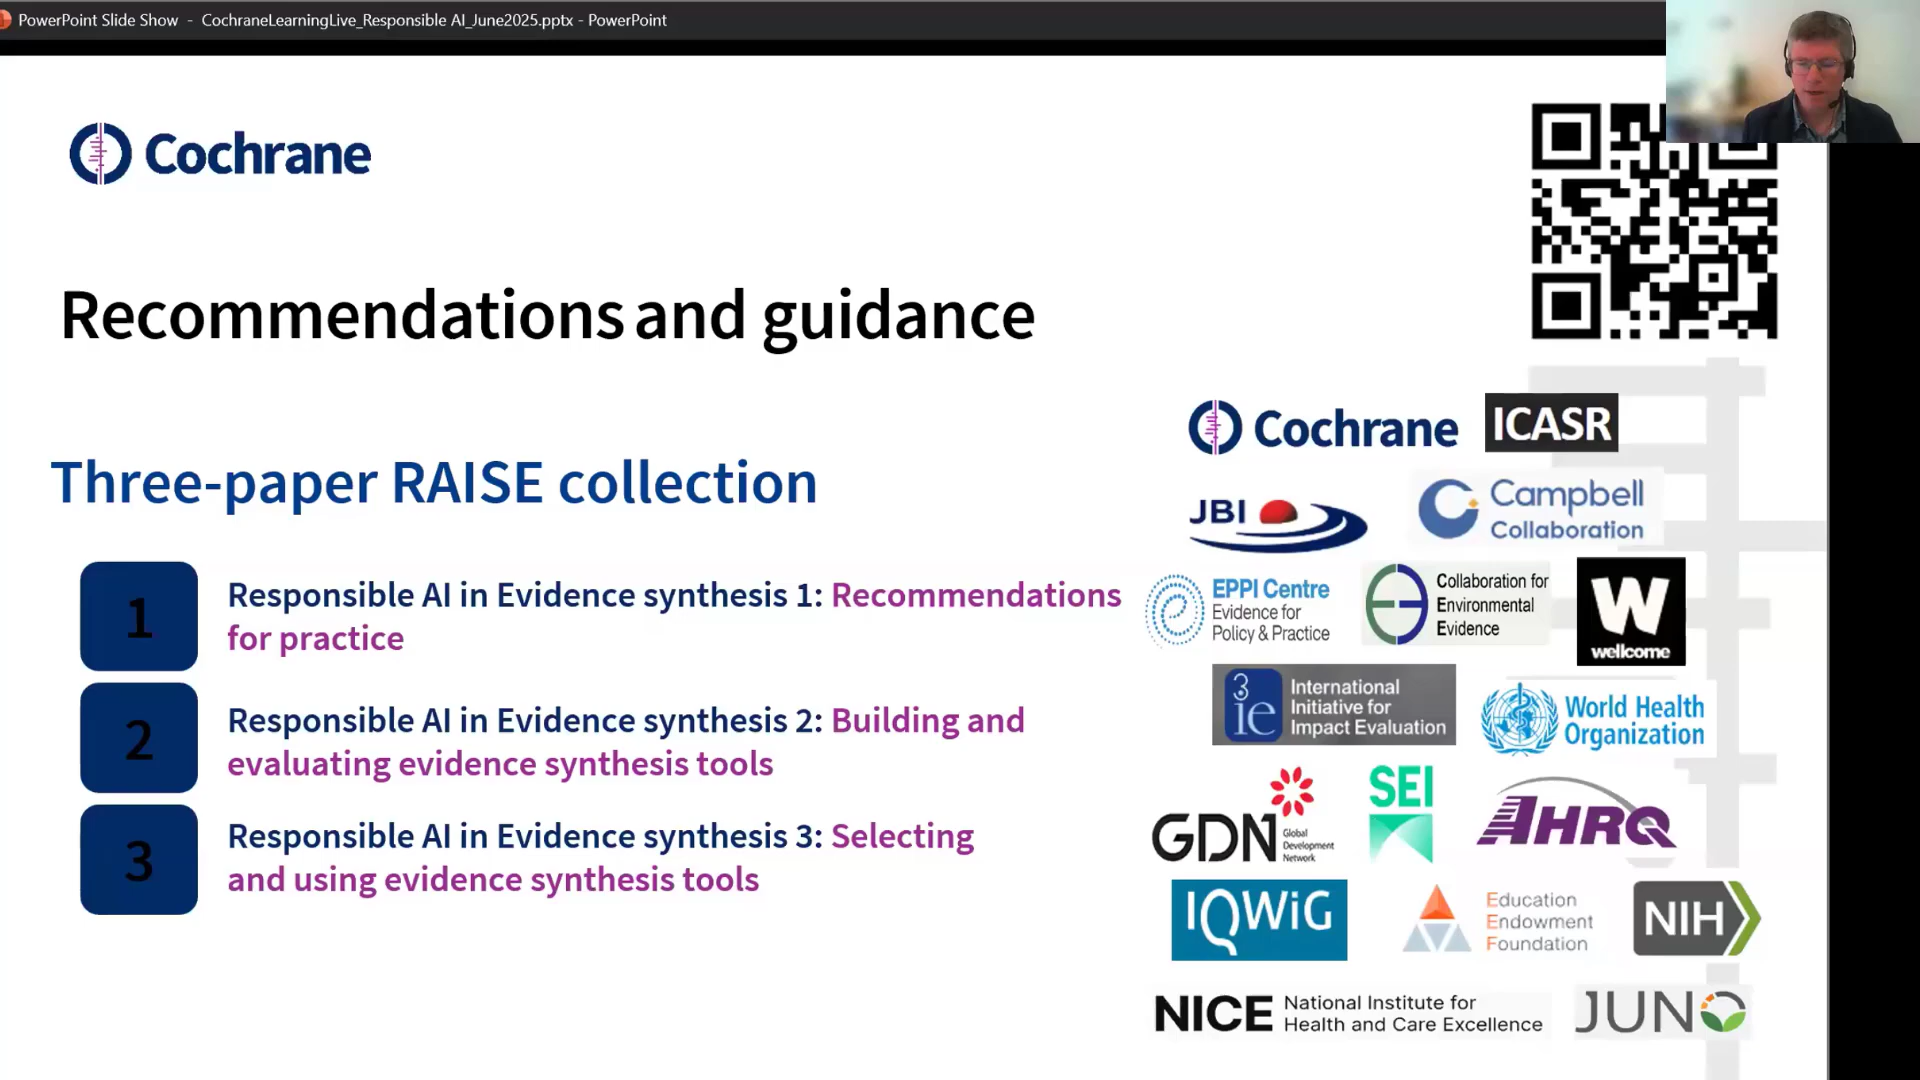 PowerPoint Slide Show - CochraneLearningLive_Responsible AI_June2025.pptx - PowerPoint
Cochrane
Recommendations and guidance
Three-paper RAISE collection
1
Responsible AI in Evidence synthesis 1: Recommendations
for practice
2
Responsible AI in Evidence synthesis 2: Building and
evaluating evidence synthesis tools
3
Responsible AI in Evidence synthesis 3: Selecting
and using evidence synthesis tools
Cochrane
ICASR
JBI
Campbell
Collaboration
EPPI Centre
Evidence for
Policy & Practice
Collaboration for
Environmental
Evidence
W
wellcome
3ie
International
Initiative for
Impact Evaluation
World Health
Organization
GDN
Global
Development
Network
SEI
AHRQ
IQWiG
Education
Endowment
Foundation
NIH
NICE
National Institute for
Health and Care Excellence
JUNO